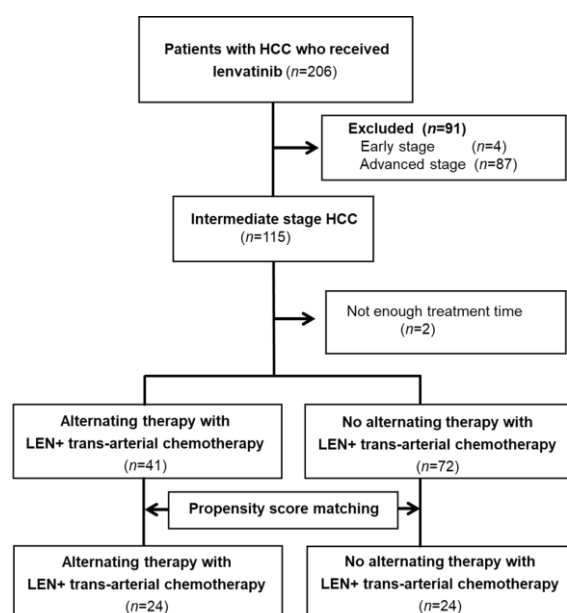 Patients with HCC who received
lenvatinib (n=206)
Excluded (n=91)
Early stage (n=4)
Advanced stage (n=87)
Intermediate stage HCC
(n=115)
Not enough treatment time
(n=2)
Alternating therapy with
LEN+ trans-arterial chemotherapy
(n=41)
No alternating therapy with
LEN+ trans-arterial chemotherapy
(n=72)
Propensity score matching
Alternating therapy with
LEN+ trans-arterial chemotherapy
(n=24)
No alternating therapy with
LEN+ trans-arterial chemotherapy
(n=24)